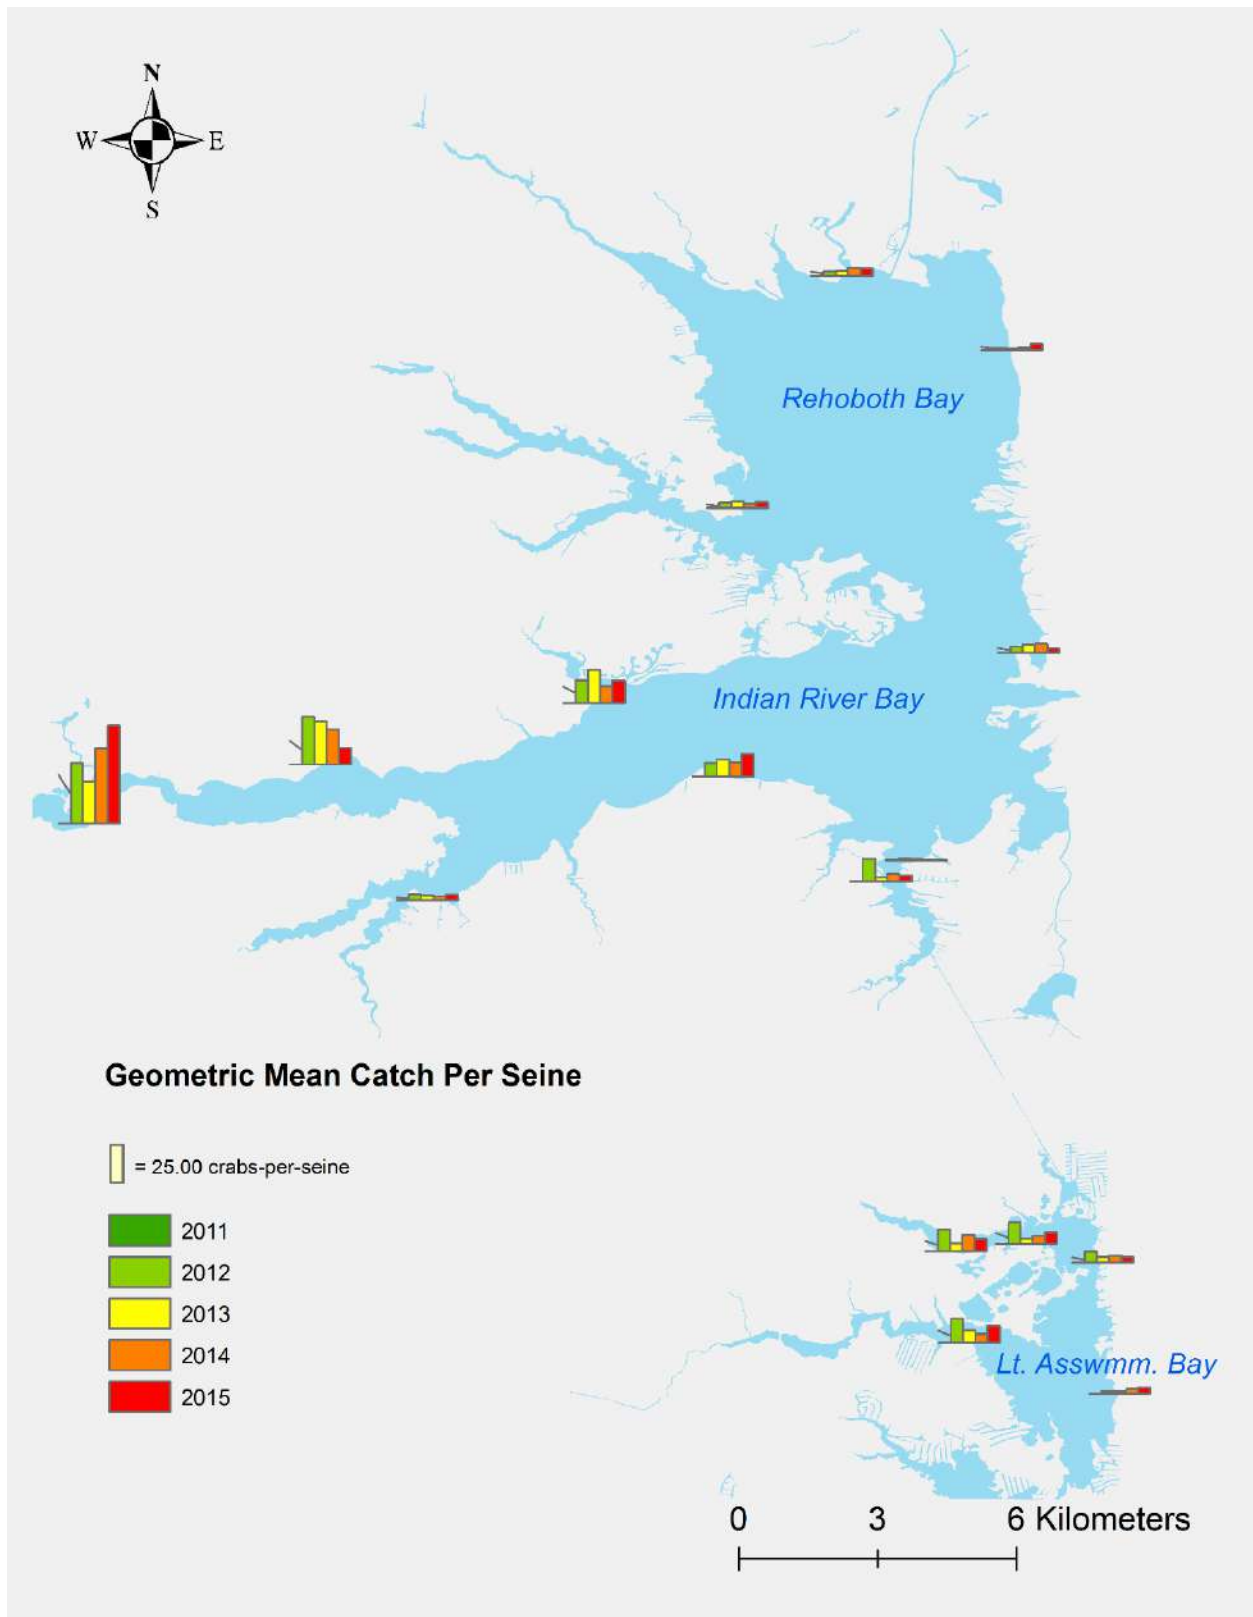 N
W E
S
Rehoboth Bay
Indian River Bay
Geometric Mean Catch Per Seine
= 25.00 crabs-per-seine
2011
2012
2013
2014
2015
Lt. Asswmm. Bay
0 3 6 Kilometers